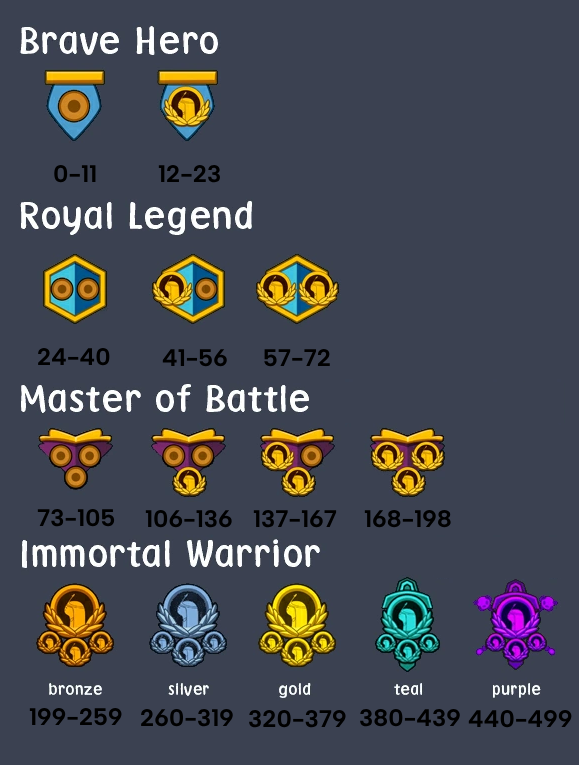 Brave Hero
0-11 12-23
Royal Legend
24-40 41-56 57-72
Master of Battle
73-105 106-136 137-167 168-198
Immortal Warrior
bronze silver gold teal purple
199-259 260-319 320-379 380-439 440-499